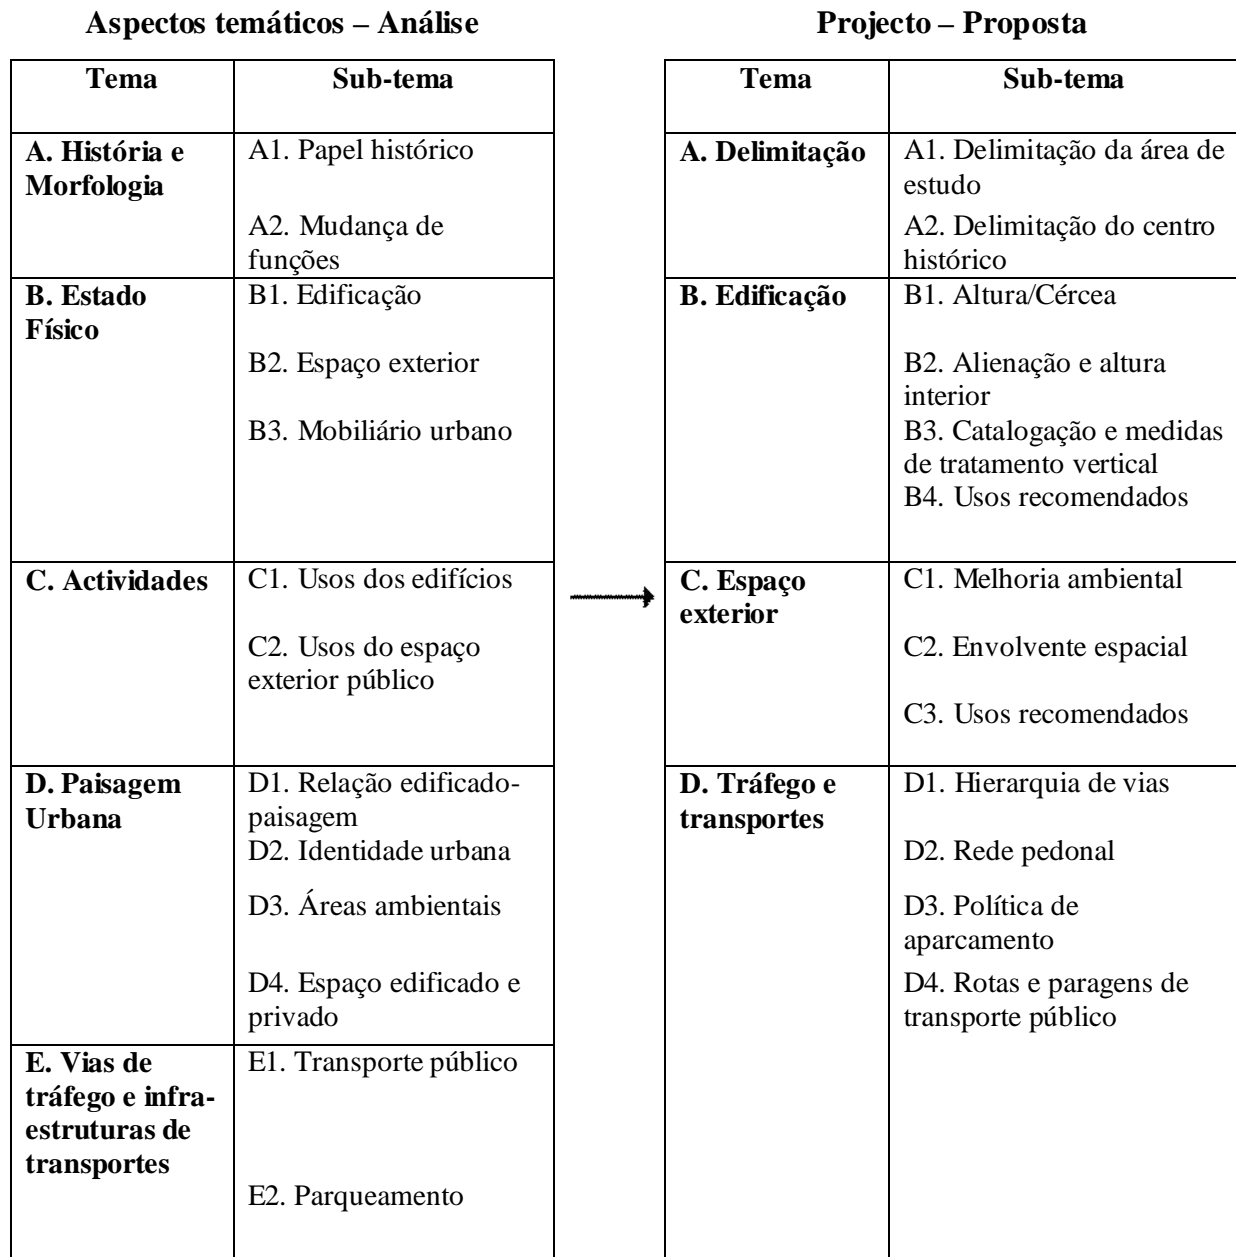 Aspectos temáticos – Análise
Tema
Sub-tema
A. História e
Morfologia
A1. Papel histórico
A2. Mudança de
funções
B. Estado
Físico
B1. Edificação
B2. Espaço exterior
B3. Mobiliário urbano
C. Actividades
C1. Usos dos edifícios
C2. Usos do espaço
exterior público
D. Paisagem
Urbana
D1. Relação edificado-
paisagem
D2. Identidade urbana
D3. Áreas ambientais
D4. Espaço edificado e
privado
E. Vias de
tráfego e infra-
estruturas de
transportes
E1. Transporte público
E2. Parqueamento
Projecto – Proposta
Tema
Sub-tema
A. Delimitação
A1. Delimitação da área de
estudo
A2. Delimitação do centro
histórico
B. Edificação
B1. Altura/Cércea
B2. Alienação e altura
interior
B3. Catalogação e medidas
de tratamento vertical
B4. Usos recomendados
C. Espaço
exterior
C1. Melhoria ambiental
C2. Envolvente espacial
C3. Usos recomendados
D. Tráfego e
transportes
D1. Hierarquia de vias
D2. Rede pedonal
D3. Política de
aparcamento
D4. Rotas e paragens de
transporte público